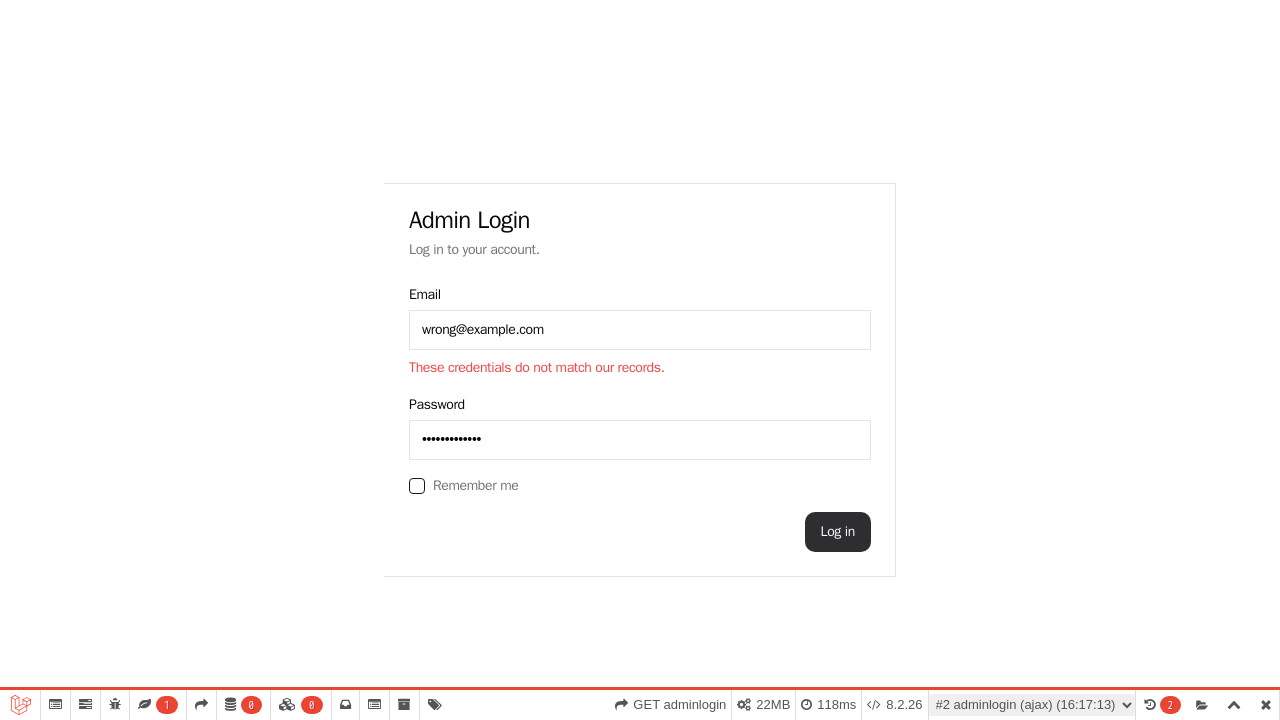 Admin Login
Log in to your account.
Email
wrong@example.com
These credentials do not match our records.
Password
•••••••••••••
Remember me
Log in
1 0 0 GET adminlogin 22MB 118ms 8.2.26 #2 adminlogin (ajax) (16:17:13) 2